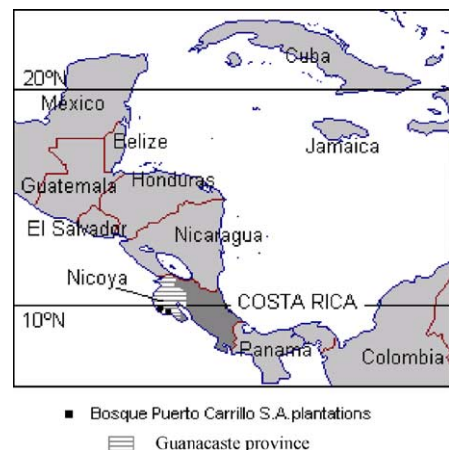 Cuba
20ºN
México
Belize
Jamaica
Guatemala
Honduras
El Salvador
Nicaragua
Nicoya
COSTA RICA
10ºN
Panamá
Colombia
Bosque Puerto Carrillo S.A.plantations
Guanacaste province